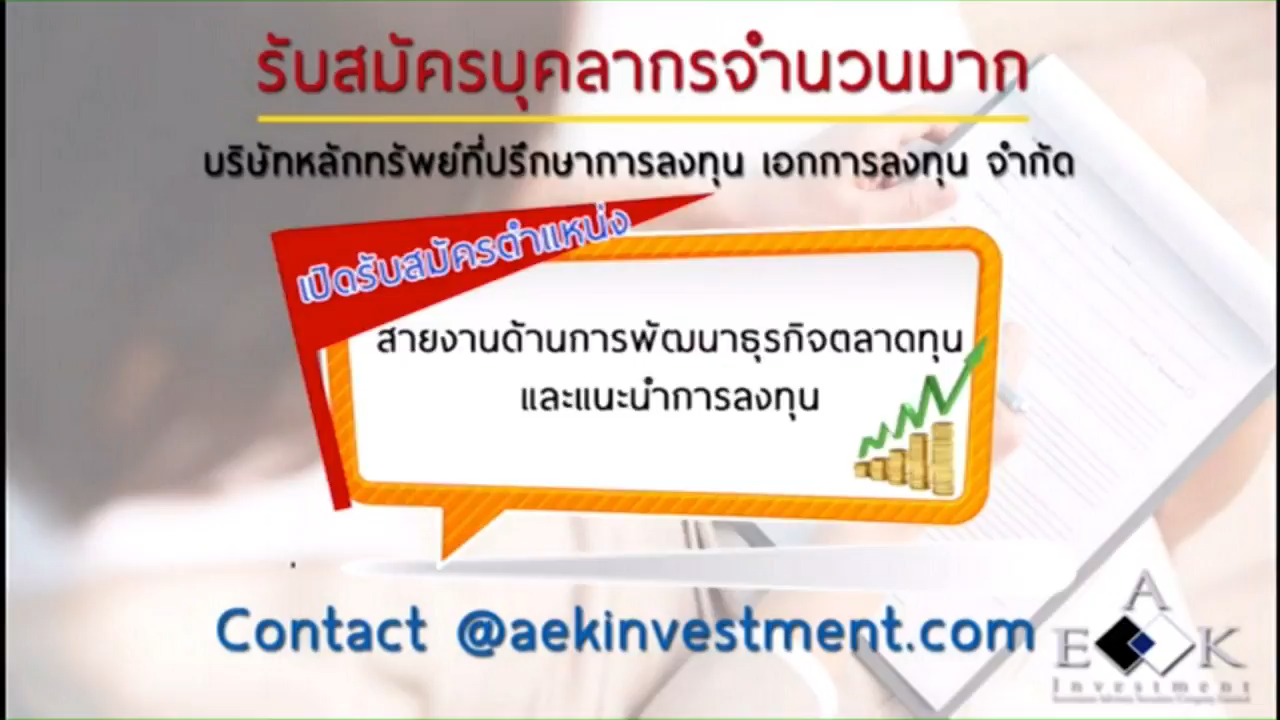 รับสมัครบุคลากรจำนวนมาก
บริษัทหลักทรัพย์ที่ปรึกษาการลงทุน เอกการลงทุน จำกัด
เปิดรับสมัครตำแหน่ง
สายงานด้านการพัฒนาธุรกิจตลาดทุน
และแนะนำการลงทุน
Contact @aekinvestment.com
A
E K
Investment